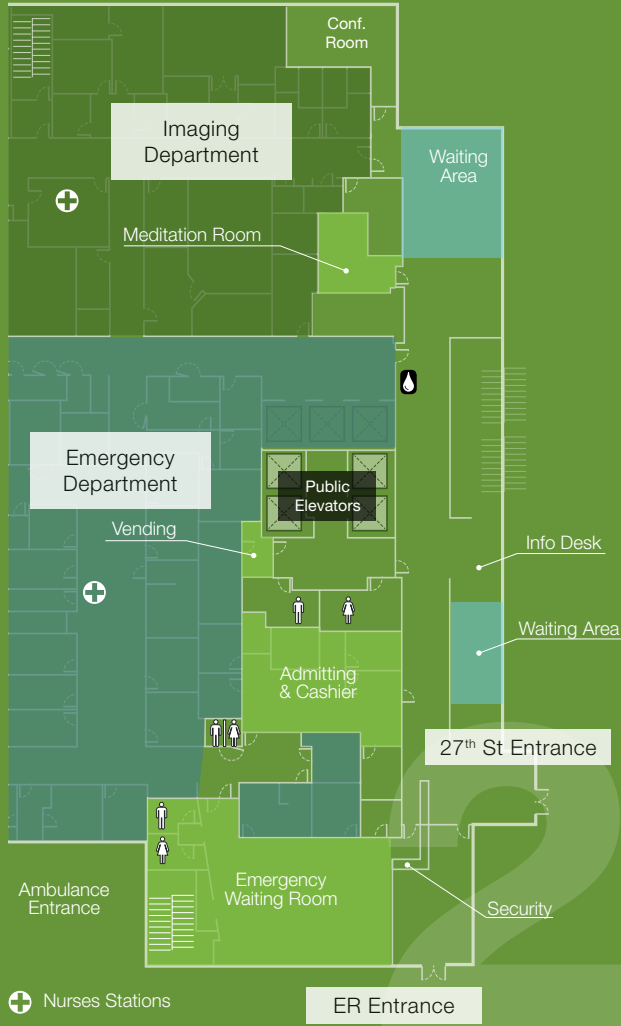 Conf.
Room
Imaging
Department
Waiting
Area
Meditation Room
Emergency
Department
Public
Elevators
Vending
Info Desk
Waiting Area
Admitting
& Cashier
27th St Entrance
2
Emergency
Waiting Room
Ambulance
Entrance
Security
Nurses Stations
ER Entrance